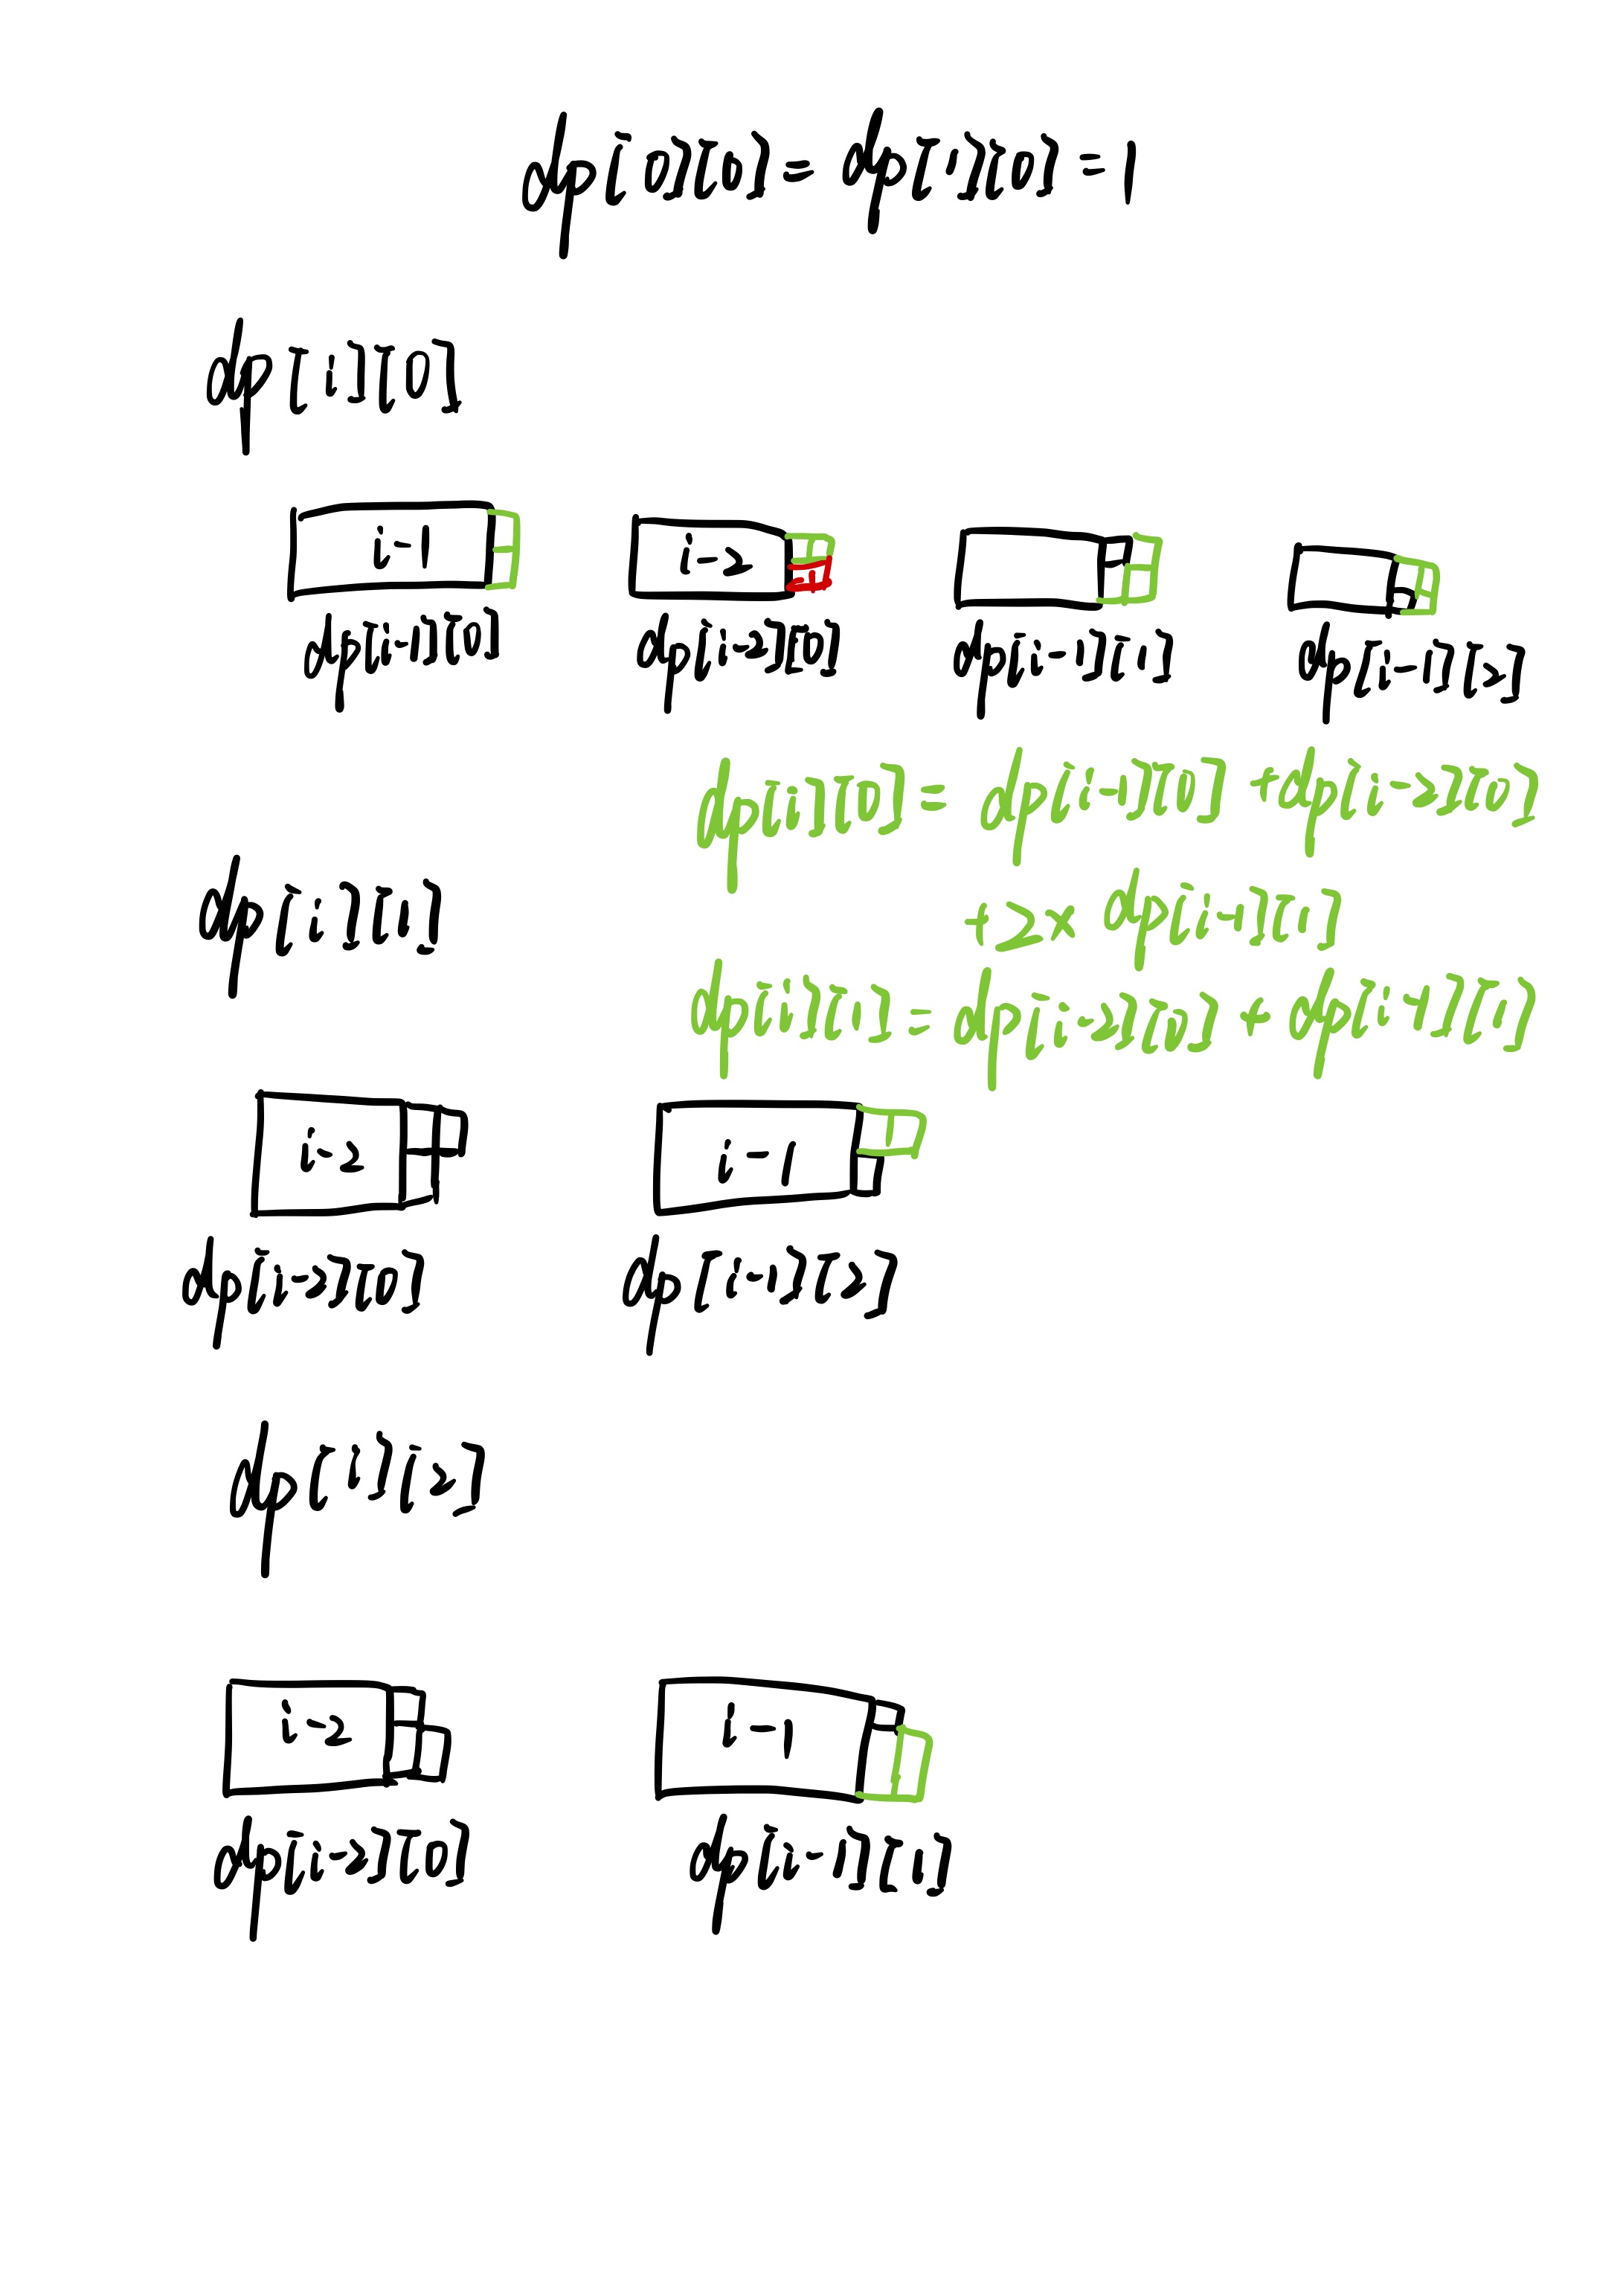 dp[0][0] = dp[1][0] = 1
dp[i][0]
i-1 i-2
dp[i-1][0] dp[i-2][0] dp[i-1][1] dp[i-1][2]
dp[i][0] = dp[i-1][0] + dp[i-2][0]
+ 2 × dp[i-1][1]
dp[i][1]
dp[i][1] = dp[i-2][0] + dp[i-1][1]
i-2 i-1
dp[i-2][0] dp[i-1][2]
dp[i][2]
i-2 i-1
dp[i-2][0] dp[i-1][1]